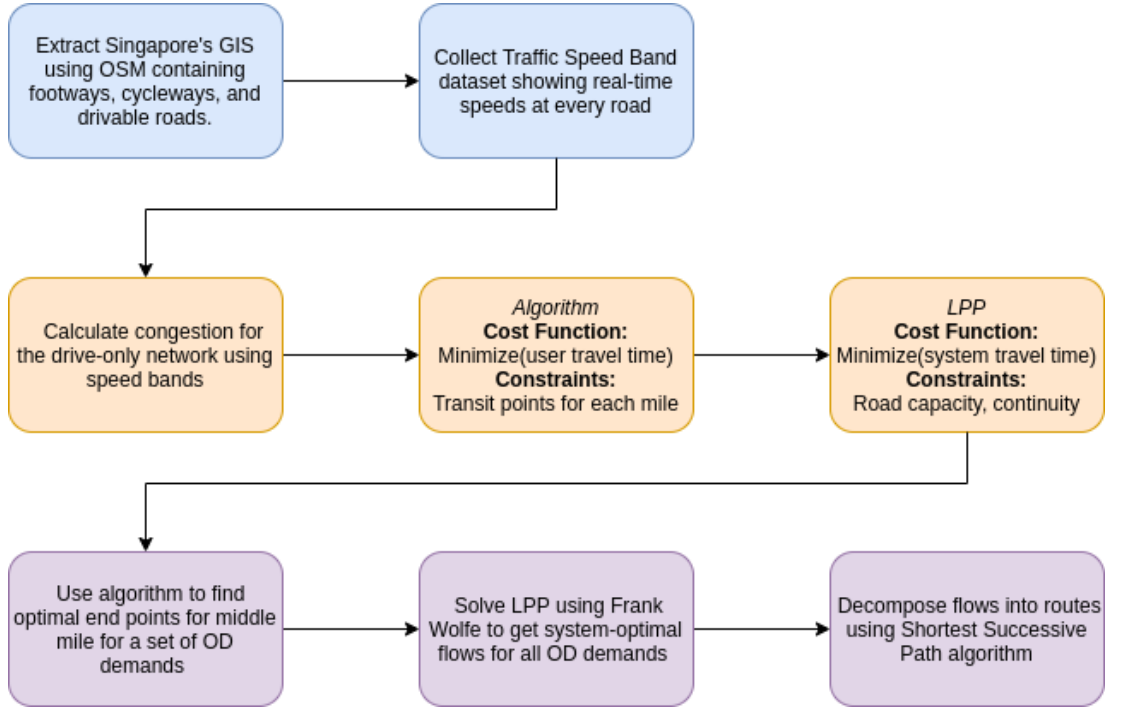 Extract Singapore's GIS
using OSM containing
footways, cycleways, and
drivable roads.
Collect Traffic Speed Band
dataset showing real-time
speeds at every road
Calculate congestion for
the drive-only network using
speed bands
Algorithm
Cost Function:
Minimize(user travel time)
Constraints:
Transit points for each mile
LPP
Cost Function:
Minimize(system travel time)
Constraints:
Road capacity, continuity
Use algorithm to find
optimal end points for middle
mile for a set of OD
demands
Solve LPP using Frank
Wolfe to get system-optimal
flows for all OD demands
Decompose flows into routes
using Shortest Successive
Path algorithm